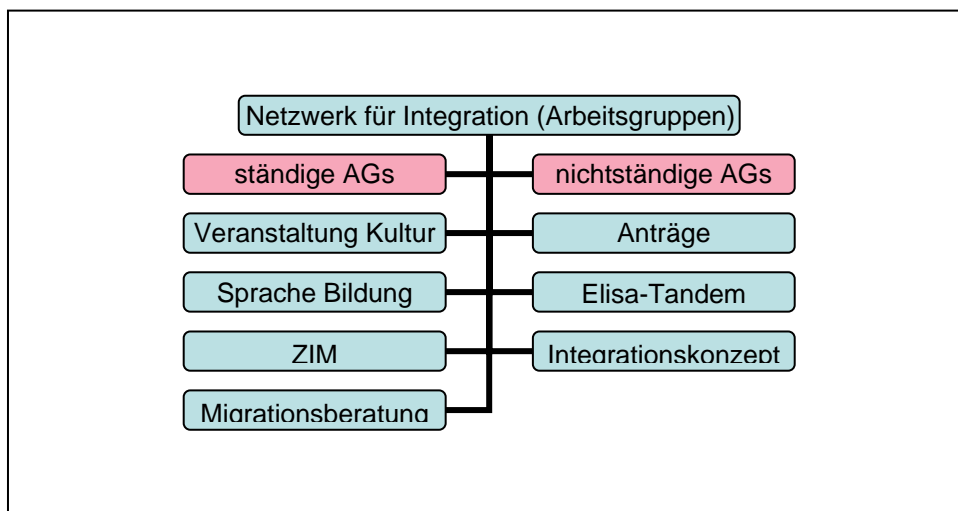 Netzwerk für Integration (Arbeitsgruppen)
ständige AGs
nichtständige AGs
Veranstaltung Kultur
Anträge
Sprache Bildung
Elisa-Tandem
ZIM
Integrationskonzept
Migrationsberatung